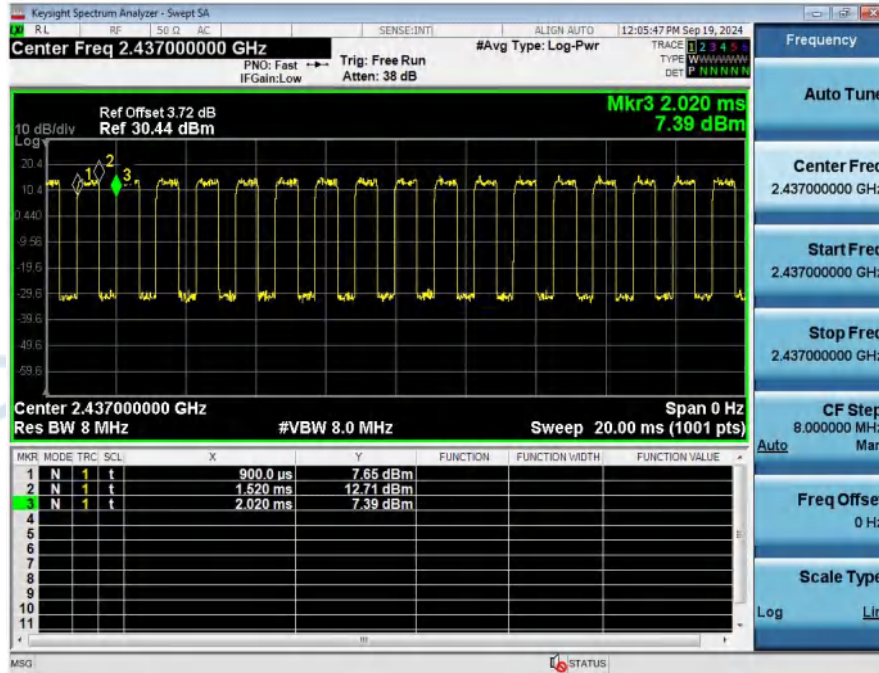 Keysight Spectrum Analyzer - Swept SA
RL RF 50 Ω AC SENSE:INT ALIGN AUTO 12:05:47 PM Sep 19, 2024
Center Freq 2.437000000 GHz #Avg Type: Log-Pwr TRACE 1 2 3 4 5 6
PNO: Fast Trig: Free Run TYPE WWWWWW
IFGain:Low Atten: 38 dB DET P N N N N N
Frequency
Auto Tune
Center Freq
2.437000000 GHz
Start Freq
2.437000000 GHz
Stop Freq
2.437000000 GHz
CF Step
8.000000 MHz
Auto Man
Freq Offset
0 Hz
Scale Type
Log Lin
Mkr3 2.020 ms
Ref Offset 3.72 dB
10 dB/div Ref 30.44 dBm 7.39 dBm
Log
20.4
10.4
0.440
-9.56
-19.6
-29.6
-39.6
-49.6
-59.6
1 2 3
Center 2.437000000 GHz Span 0 Hz
Res BW 8 MHz #VBW 8.0 MHz Sweep 20.00 ms (1001 pts)
MKR MODE TRC SCL X Y FUNCTION FUNCTION WIDTH FUNCTION VALUE
1 N 1 t 900.0 µs 7.65 dBm
2 N 1 t 1.520 ms 12.71 dBm
3 N 1 t 2.020 ms 7.39 dBm
4
5
6
7
8
9
10
11
MSG STATUS